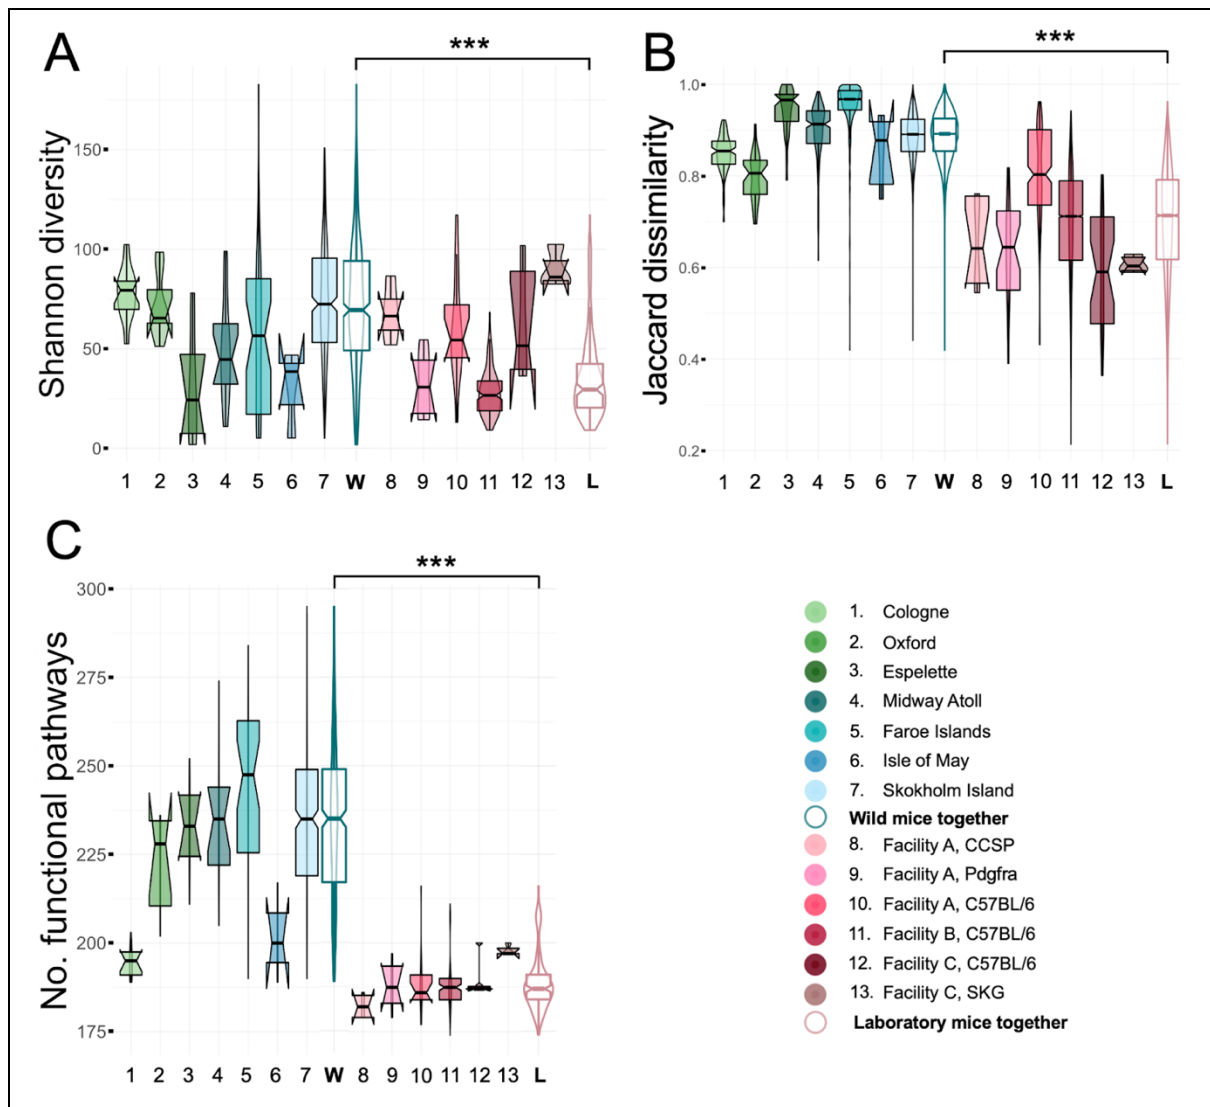 A
***
Shannon diversity
150
100
50
0
1 2 3 4 5 6 7 W 8 9 10 11 12 13 L
B
***
Jaccard dissimilarity
1.0
0.8
0.6
0.4
0.2
1 2 3 4 5 6 7 W 8 9 10 11 12 13 L
C
***
No. functional pathways
300
275
250
225
200
175
1 2 3 4 5 6 7 W 8 9 10 11 12 13 L
1. Cologne
2. Oxford
3. Espelette
4. Midway Atoll
5. Faroe Islands
6. Isle of May
7. Skokholm Island
Wild mice together
8. Facility A, CCSP
9. Facility A, Pdgfra
10. Facility A, C57BL/6
11. Facility B, C57BL/6
12. Facility C, C57BL/6
13. Facility C, SKG
Laboratory mice together